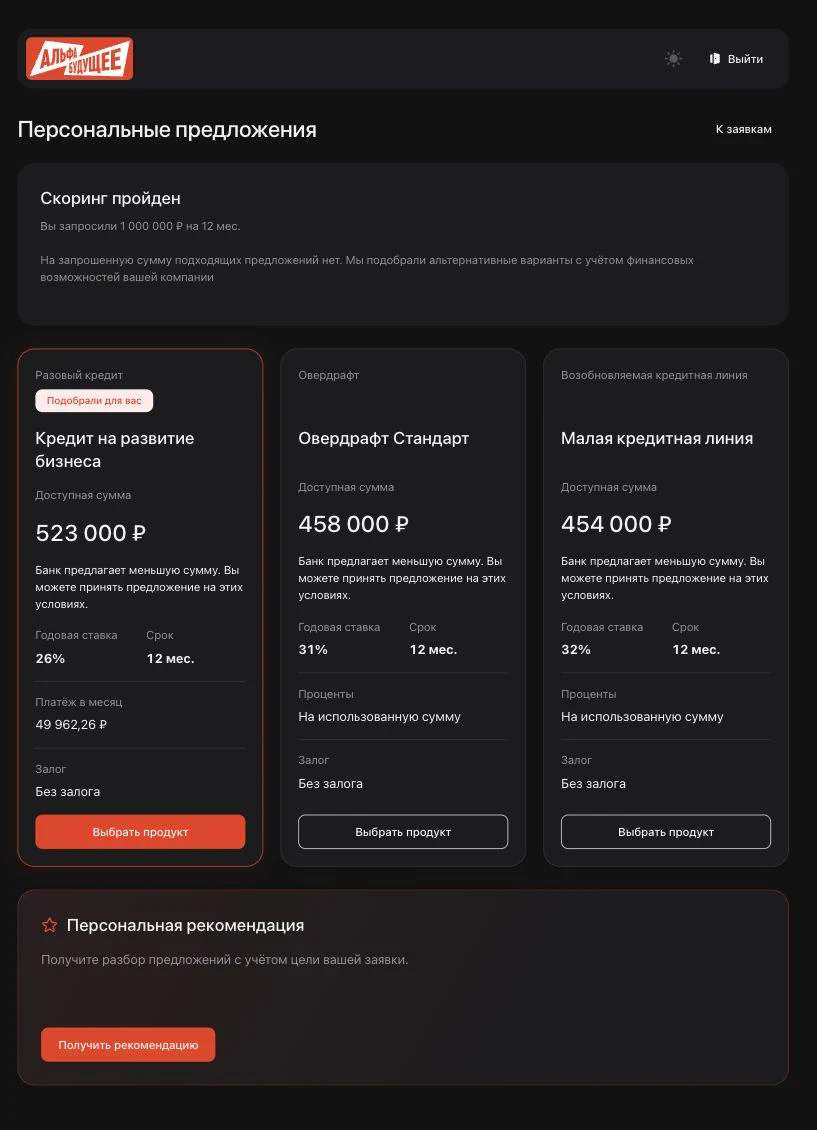 АЛЬФА
БУДУЩЕЕ
Выйти
Персональные предложения
К заявкам
Скоринг пройден
Вы запросили 1 000 000 ₽ на 12 мес.
На запрошенную сумму подходящих предложений нет. Мы подобрали альтернативные варианты с учётом финансовых
возможностей вашей компании
Разовый кредит
Подобрали для вас
Кредит на развитие
бизнеса
Доступная сумма
523 000 ₽
Банк предлагает меньшую сумму. Вы
можете принять предложение на этих
условиях.
Годовая ставка Срок
26% 12 мес.
Платёж в месяц
49 962,26 ₽
Залог
Без залога
Выбрать продукт
Овердрафт
Овердрафт Стандарт
Доступная сумма
458 000 ₽
Банк предлагает меньшую сумму. Вы
можете принять предложение на этих
условиях.
Годовая ставка Срок
31% 12 мес.
Проценты
На использованную сумму
Залог
Без залога
Выбрать продукт
Возобновляемая кредитная линия
Малая кредитная линия
Доступная сумма
454 000 ₽
Банк предлагает меньшую сумму. Вы
можете принять предложение на этих
условиях.
Годовая ставка Срок
32% 12 мес.
Проценты
На использованную сумму
Залог
Без залога
Выбрать продукт
Персональная рекомендация
Получите разбор предложений с учётом цели вашей заявки.
Получить рекомендацию